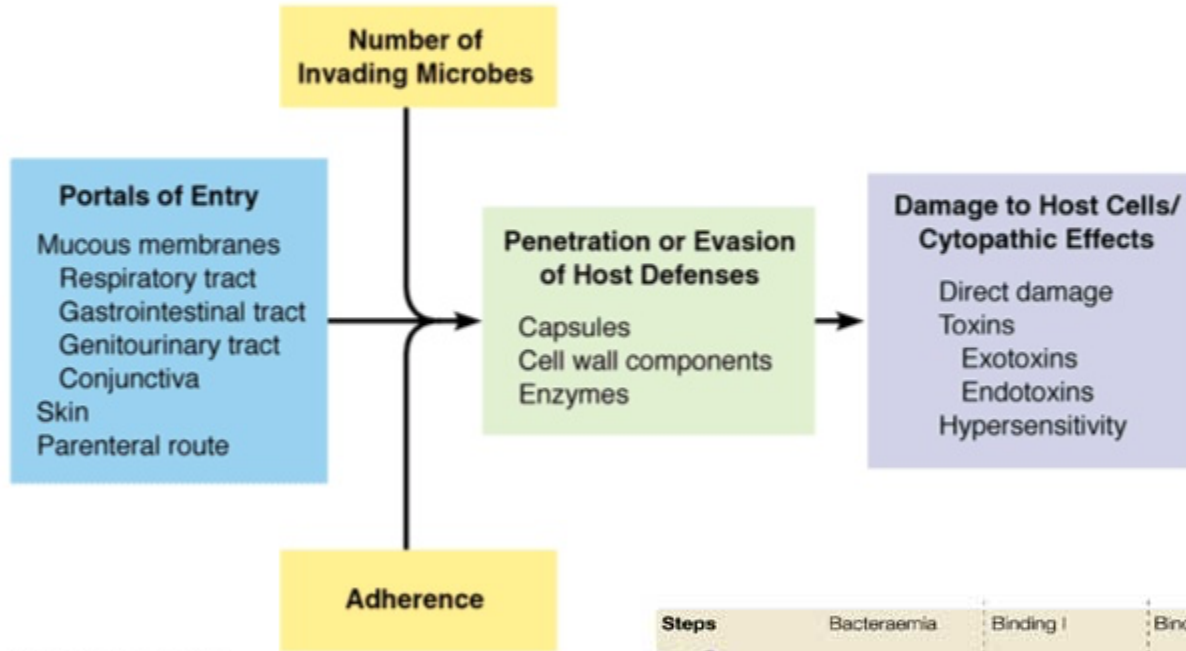 Number of
Invading Microbes
Portals of Entry
Mucous membranes
Respiratory tract
Gastrointestinal tract
Genitourinary tract
Conjunctiva
Skin
Parenteral route
Adherence
Penetration or Evasion
of Host Defenses
Capsules
Cell wall components
Enzymes
Damage to Host Cells/
Cytopathic Effects
Direct damage
Toxins
Exotoxins
Endotoxins
Hypersensitivity
Steps Bacteraemia Binding I